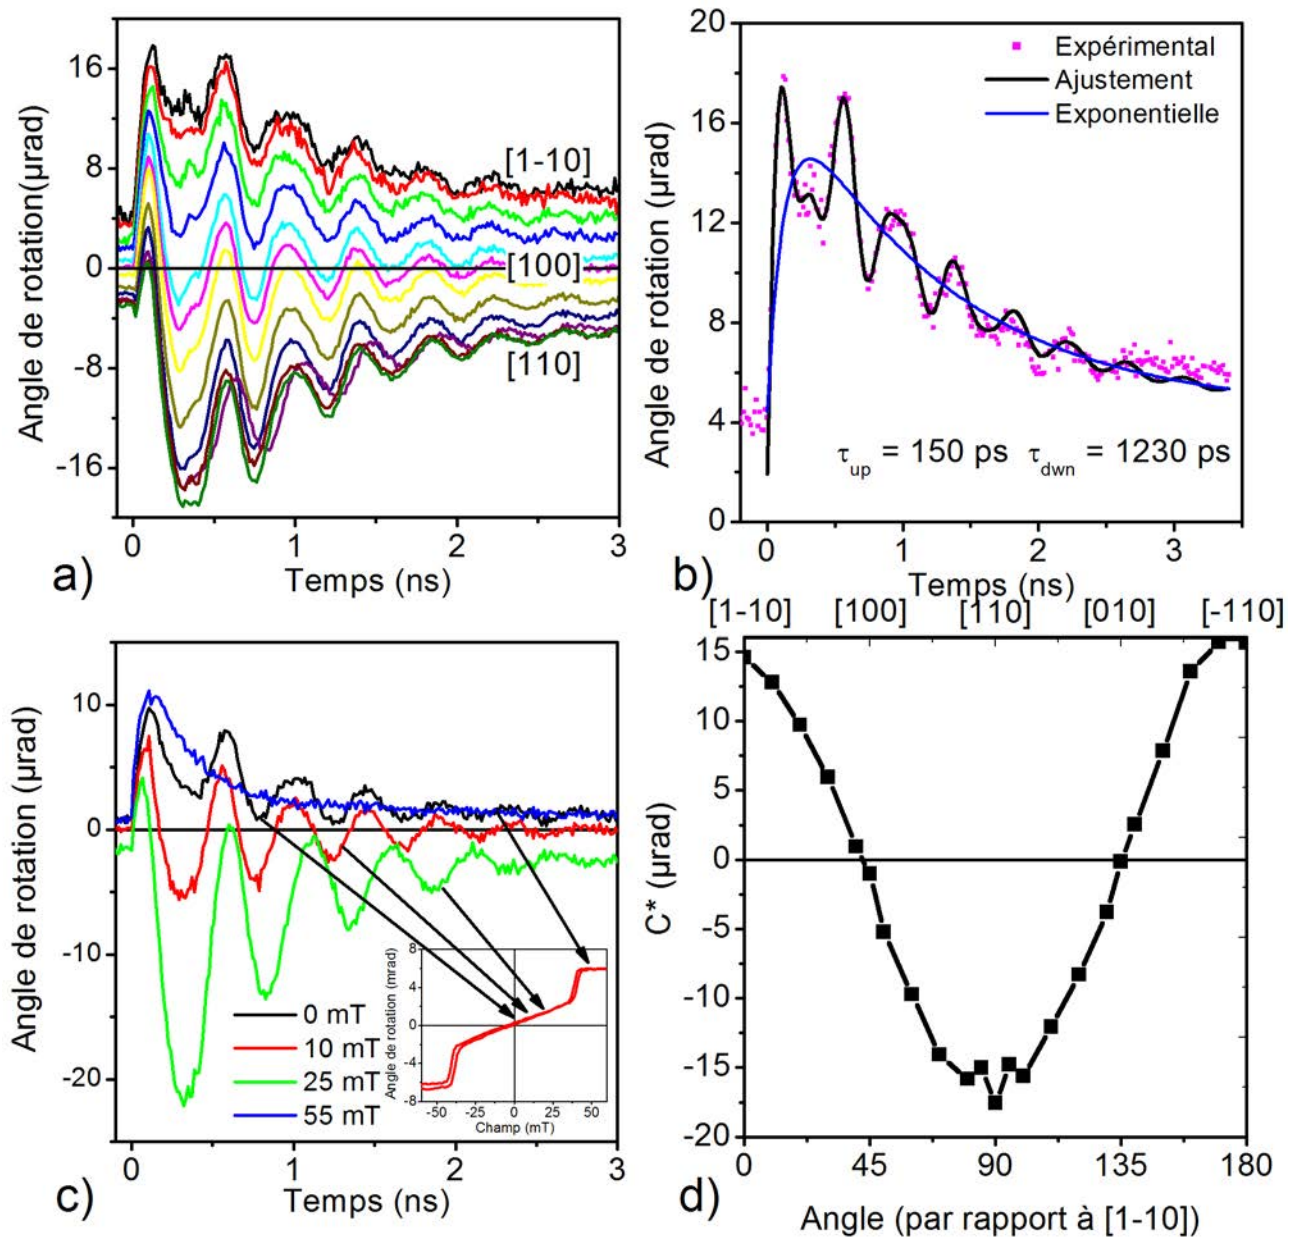 16
8
0
-8
-16
Angle de rotation(µrad)
[1-10]
[100]
[110]
0
1
2
3
Temps (ns)
a)
20
16
12
8
4
0
Angle de rotation (µrad)
Expérimental
Ajustement
Exponentielle
τup = 150 ps τdwn = 1230 ps
0
1
2
3
Temps (ns)
b)
10
0
-10
-20
Angle de rotation (µrad)
0 mT
10 mT
25 mT
55 mT
8
4
0
-4
-8
Angle de rotation (mrad)
-50
-25
0
25
50
Champ (mT)
0
1
2
3
Temps (ns)
c)
[1-10] [100] [110] [010] [-110]
15
10
5
0
-5
-10
-15
-20
C* (µrad)
0
45
90
135
180
Angle (par rapport à [1-10])
d)